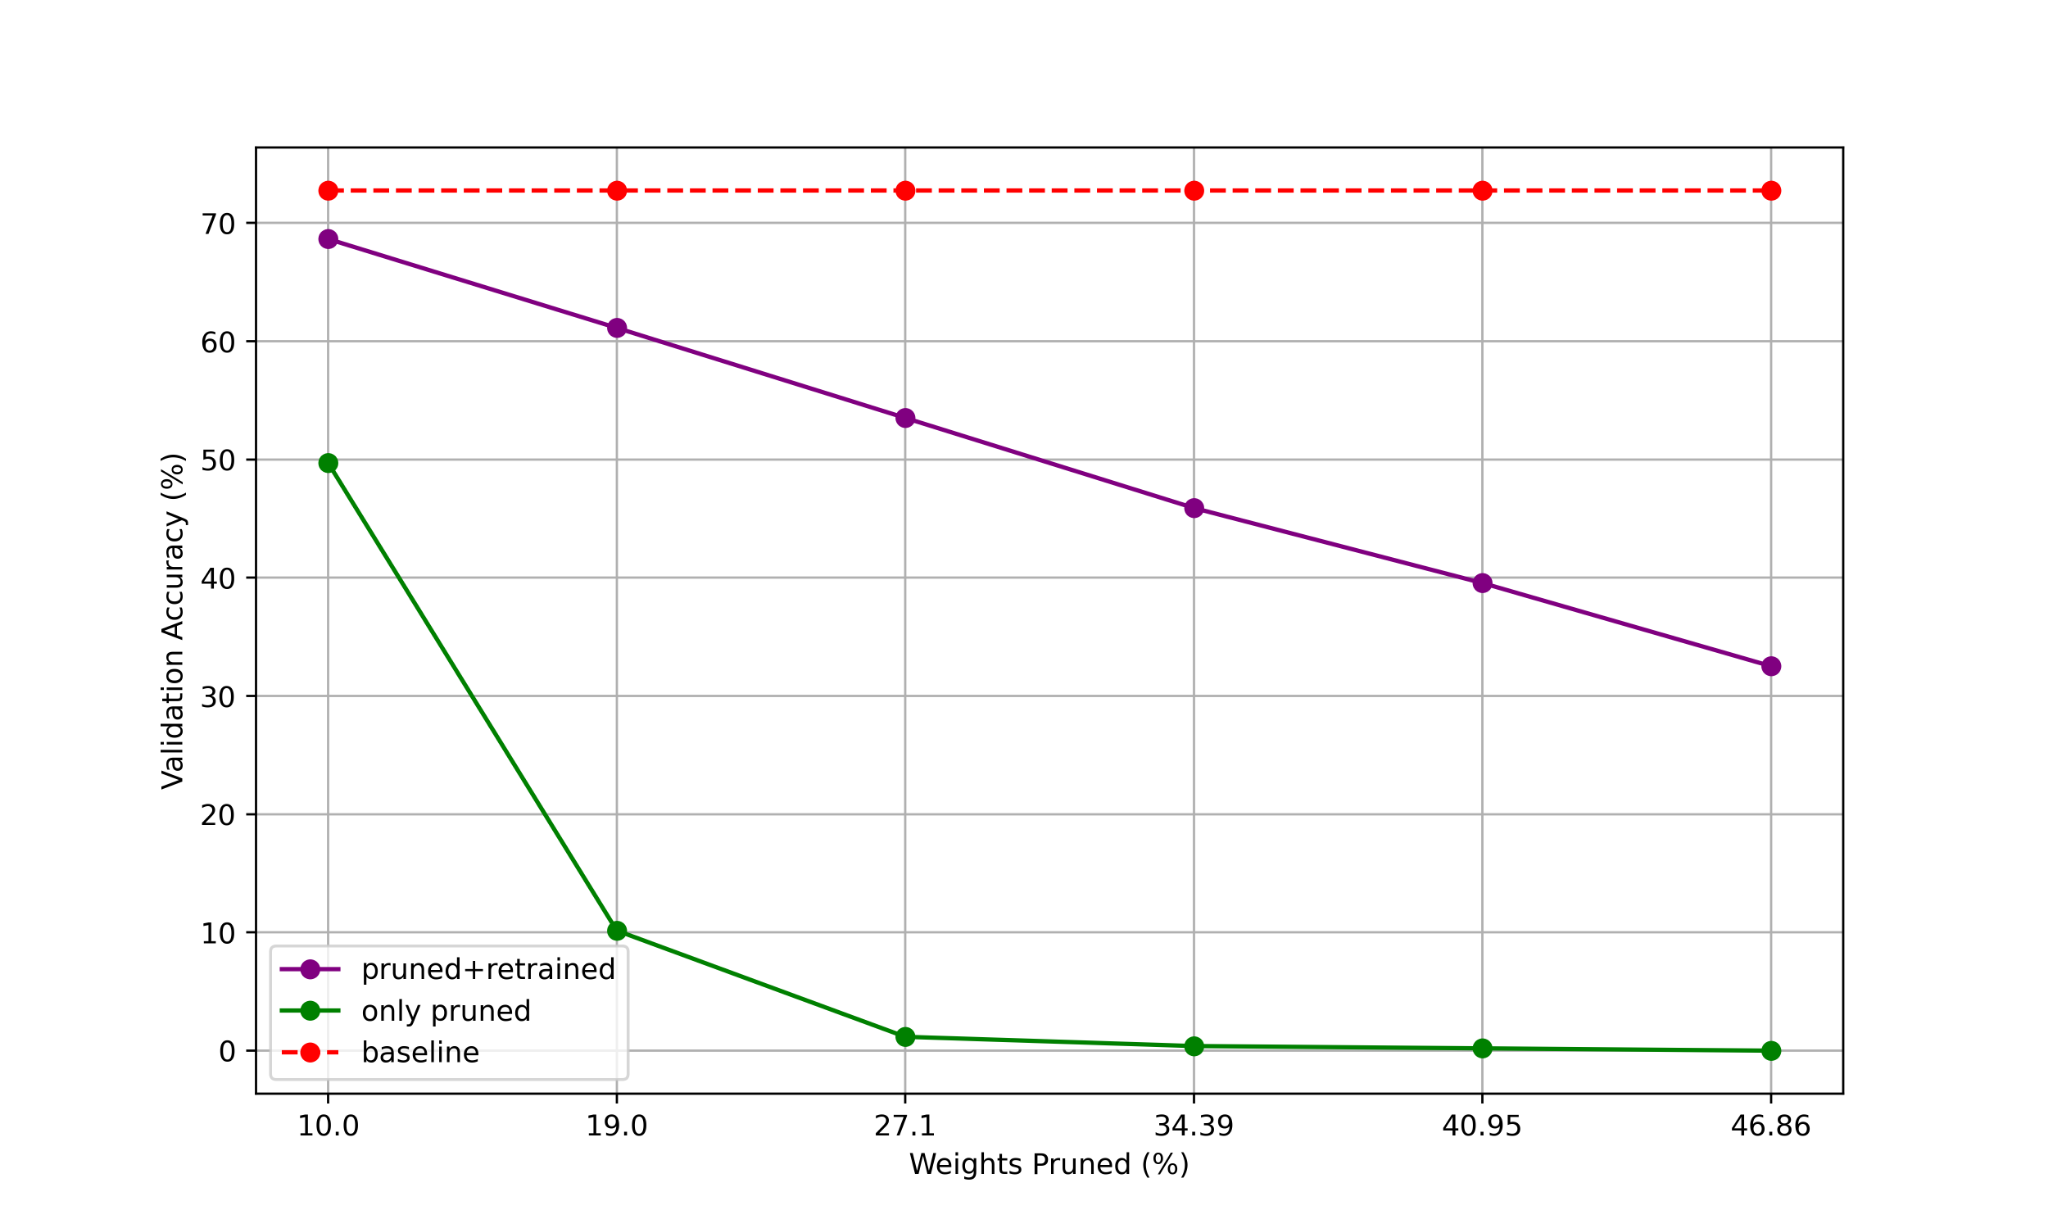 70
60
50
40
30
20
10
0
Validation Accuracy (%)
pruned+retrained
only pruned
baseline
10.0 19.0 27.1 34.39 40.95 46.86
Weights Pruned (%)